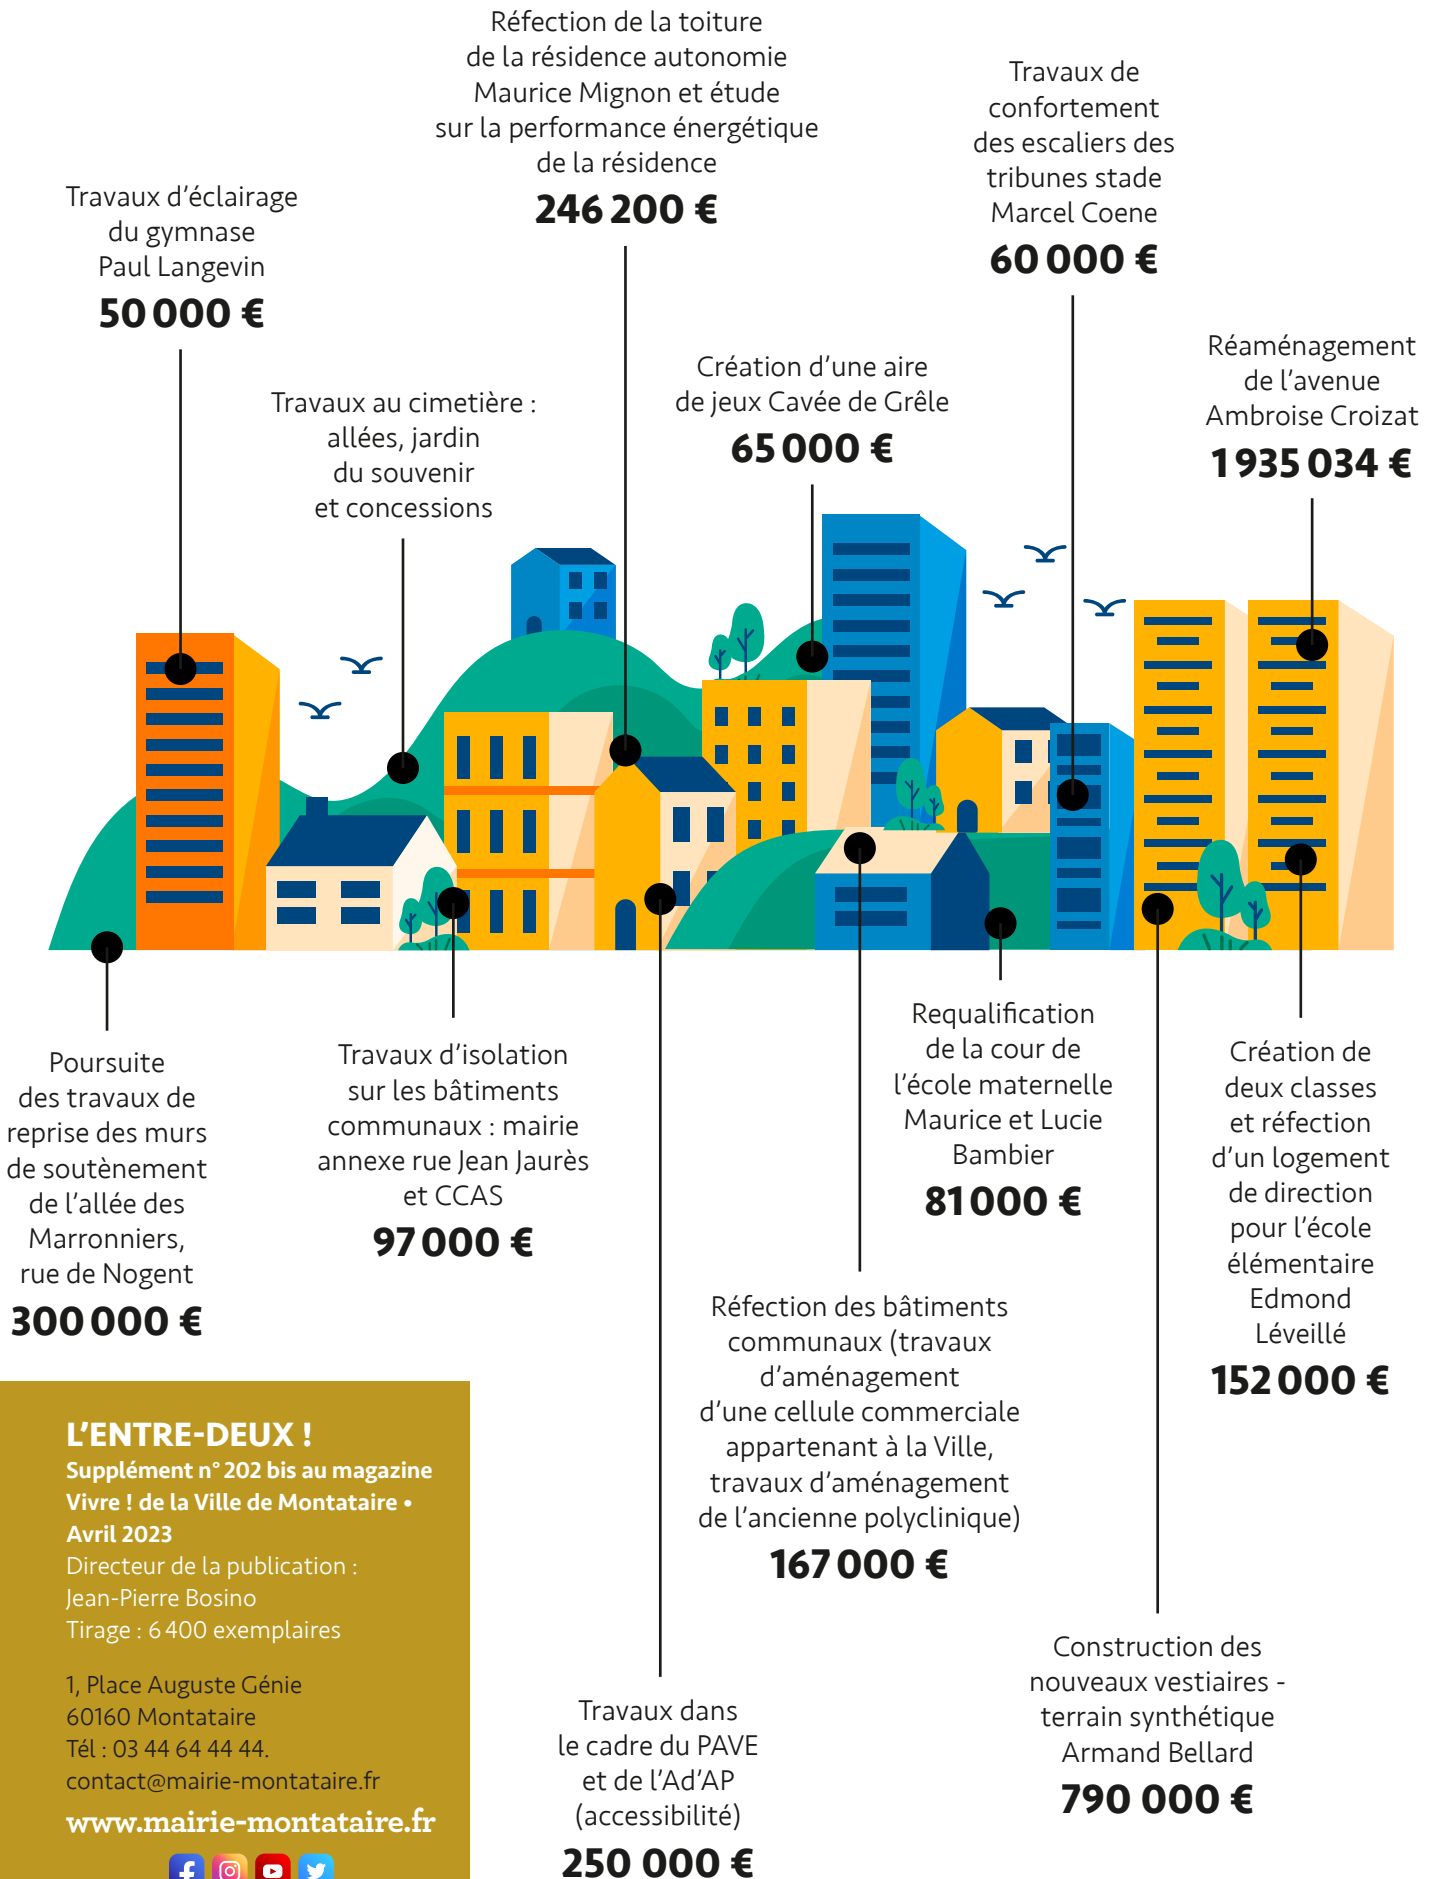 Réfection de la toiture
de la résidence autonomie
Maurice Mignon et étude
sur la performance énergétique
de la résidence
246 200 €
Travaux de
confortement
des escaliers des
tribunes stade
Marcel Coene
60 000 €
Travaux d'éclairage
du gymnase
Paul Langevin
50 000 €
Création d'une aire
de jeux Cavée de Grêle
65 000 €
Réaménagement
de l'avenue
Ambroise Croizat
1 935 034 €
Travaux au cimetière :
allées, jardin
du souvenir
et concessions
Poursuite
des travaux de
reprise des murs
de soutènement
de l'allée des
Marronniers,
rue de Nogent
300 000 €
Travaux d'isolation
sur les bâtiments
communaux : mairie
annexe rue Jean Jaurès
et CCAS
97 000 €
Requalification
de la cour de
l'école maternelle
Maurice et Lucie
Bambier
81 000 €
Création de
deux classes
et réfection
d'un logement
de direction
pour l'école
élémentaire
Edmond
Léveillé
152 000 €
Réfection des bâtiments
communaux (travaux
d'aménagement
d'une cellule commerciale
appartenant à la Ville,
travaux d'aménagement
de l'ancienne polyclinique)
167 000 €
Construction des
nouveaux vestiaires -
terrain synthétique
Armand Bellard
790 000 €
Travaux dans
le cadre du PAVE
et de l'Ad'AP
(accessibilité)
250 000 €
L'ENTRE-DEUX !
Supplément n° 202 bis au magazine
Vivre ! de la Ville de Montataire •
Avril 2023
Directeur de la publication :
Jean-Pierre Bosino
Tirage : 6 400 exemplaires
1, Place Auguste Génie
60160 Montataire
Tél : 03 44 64 44 44.
contact@mairie-montataire.fr
www.mairie-montataire.fr